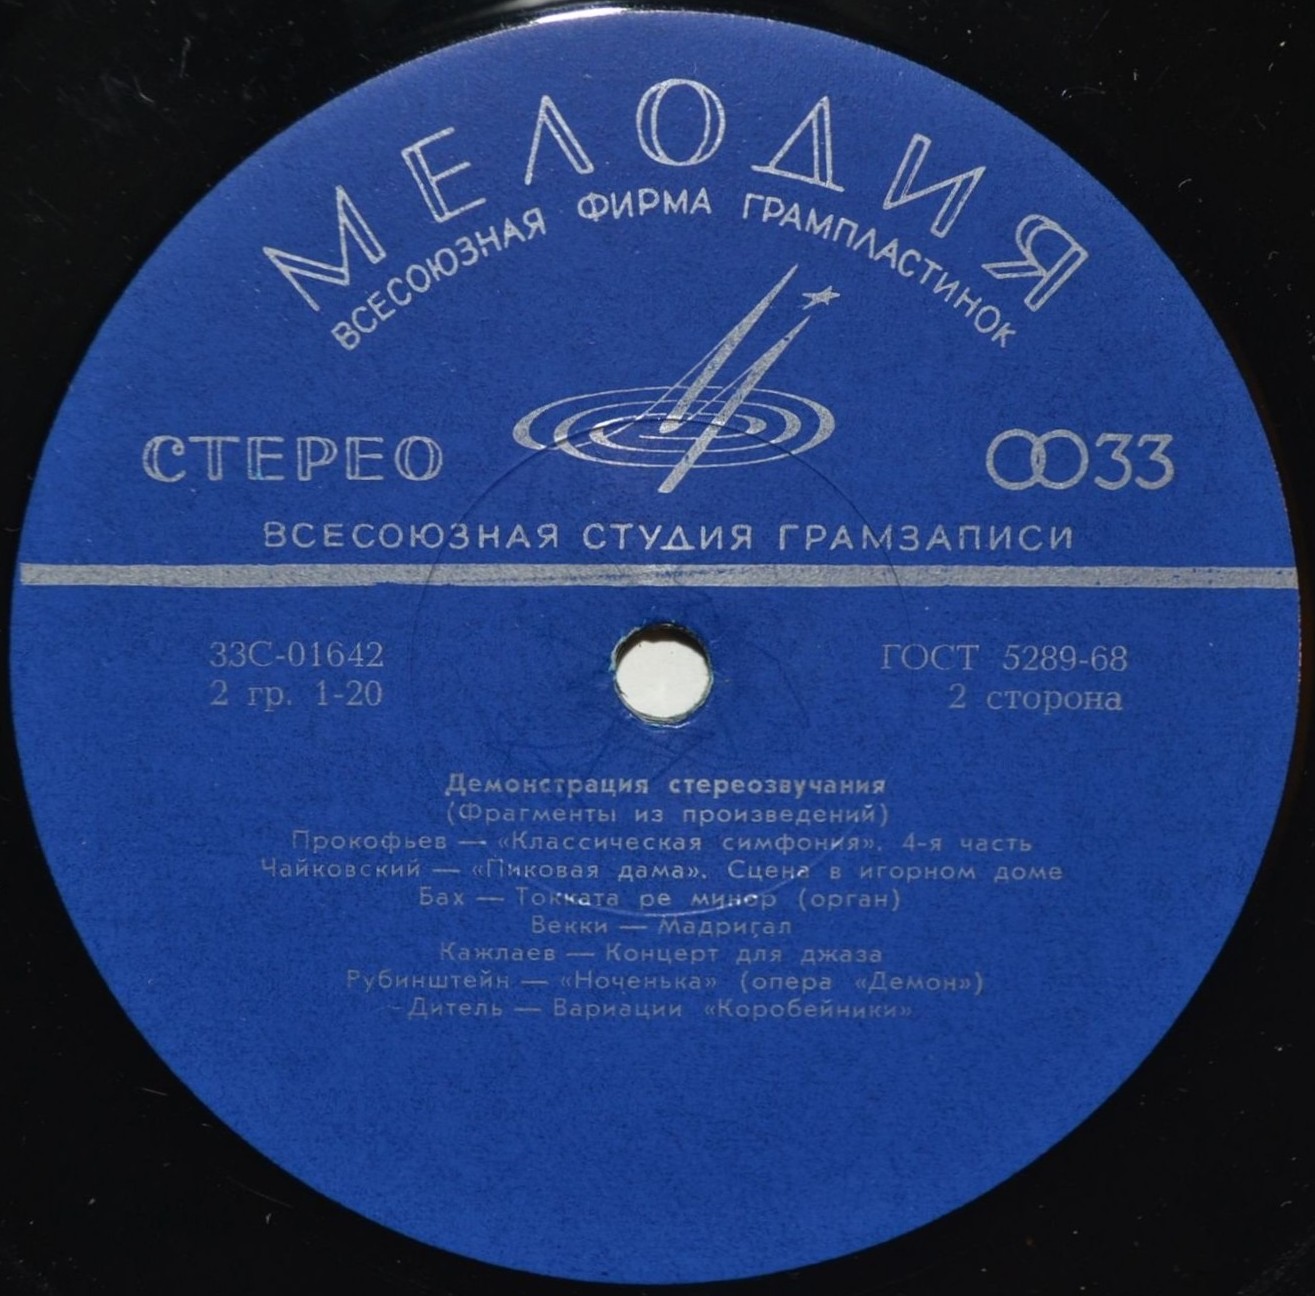 МЕЛОДИЯ
ВСЕСОЮЗНАЯ ФИРМА ГРАМПЛАСТИНОК
СТЕРЕО
33
ВСЕСОЮЗНАЯ СТУДИЯ ГРАМЗАПИСИ
33С-01642
ГОСТ 5289-68
2 гр. 1-20
2 сторона
Демонстрация стереозвучания
(Фрагменты из произведений)
Прокофьев — «Классическая симфония». 4-я часть
Чайковский — «Пиковая дама». Сцена в игорном доме
Бах — Токката ре минор (орган)
Векки — Мадригал
Кажлаев — Концерт для джаза
Рубинштейн — «Ноченька» (опера «Демон»)
Дитель — Вариации «Коробейники»